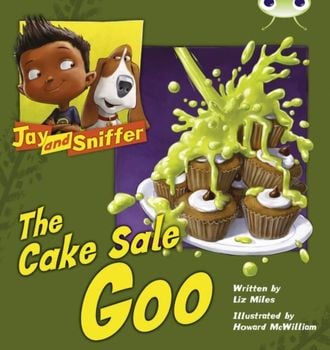 Jay and Sniffer
The
Cake Sale
Goo
Written by
Liz Miles
Illustrated by
Howard McWilliam